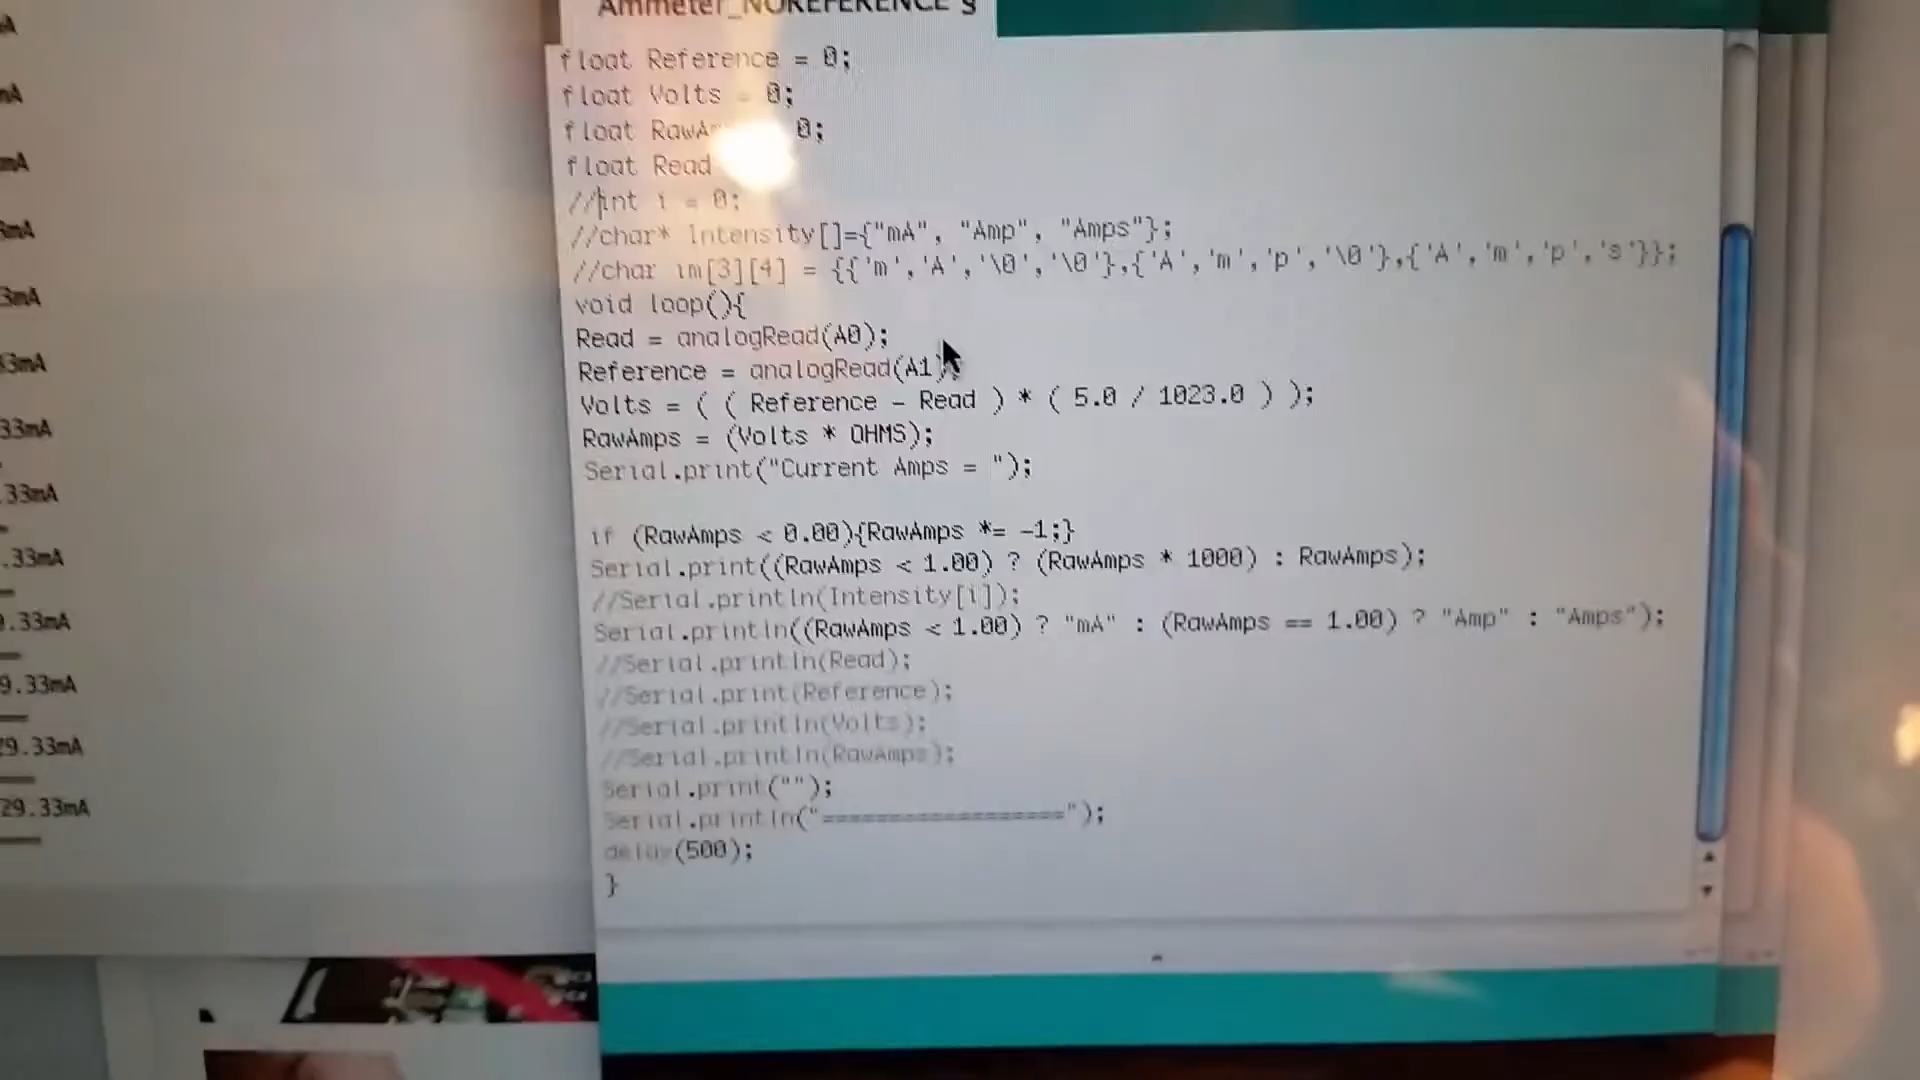 Ammeter_NOREFERENCE §
float Reference = 0;
float Volts = 0;
float RawA 0;
float Read
//int i = 0;
//char* Intensity[]={"mA", "Amp", "Amps"};
//char im[3][4] = {{'m','A','\0','\0'},{'A','m','p','\0'},{'A','m','p','s'}};
void loop(){
Read = analogRead(A0);
Reference = analogRead(A1);
Volts = ( ( Reference - Read ) * ( 5.0 / 1023.0 ) );
RawAmps = (Volts * OHMS);
Serial.print("Current Amps = ");
if (RawAmps < 0.00){RawAmps *= -1;}
Serial.print((RawAmps < 1.00) ? (RawAmps * 1000) : RawAmps);
//Serial.println(Intensity[i]);
Serial.println((RawAmps < 1.00) ? "mA" : (RawAmps == 1.00) ? "Amp" : "Amps");
//Serial.println(Read);
//Serial.print(Reference);
//Serial.println(Volts);
//Serial.println(RawAmps);
Serial.print("");
Serial.println("===================");
delay(500);
}
mA
mA
3mA
3mA
3mA
33mA
.33mA
.33mA
9.33mA
9.33mA
29.33mA
29.33mA